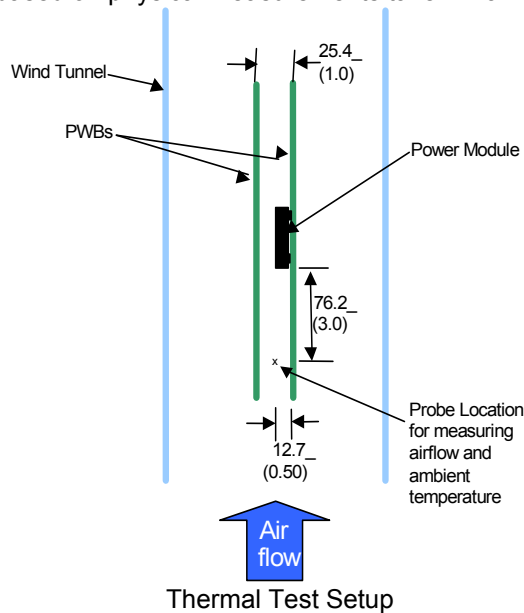 25.4_
(1.0)
Wind Tunnel
PWBs
Power Module
76.2_
(3.0)
x
Probe Location
for measuring
airflow and
ambient
temperature
12.7_
(0.50)
Air
flow
Thermal Test Setup